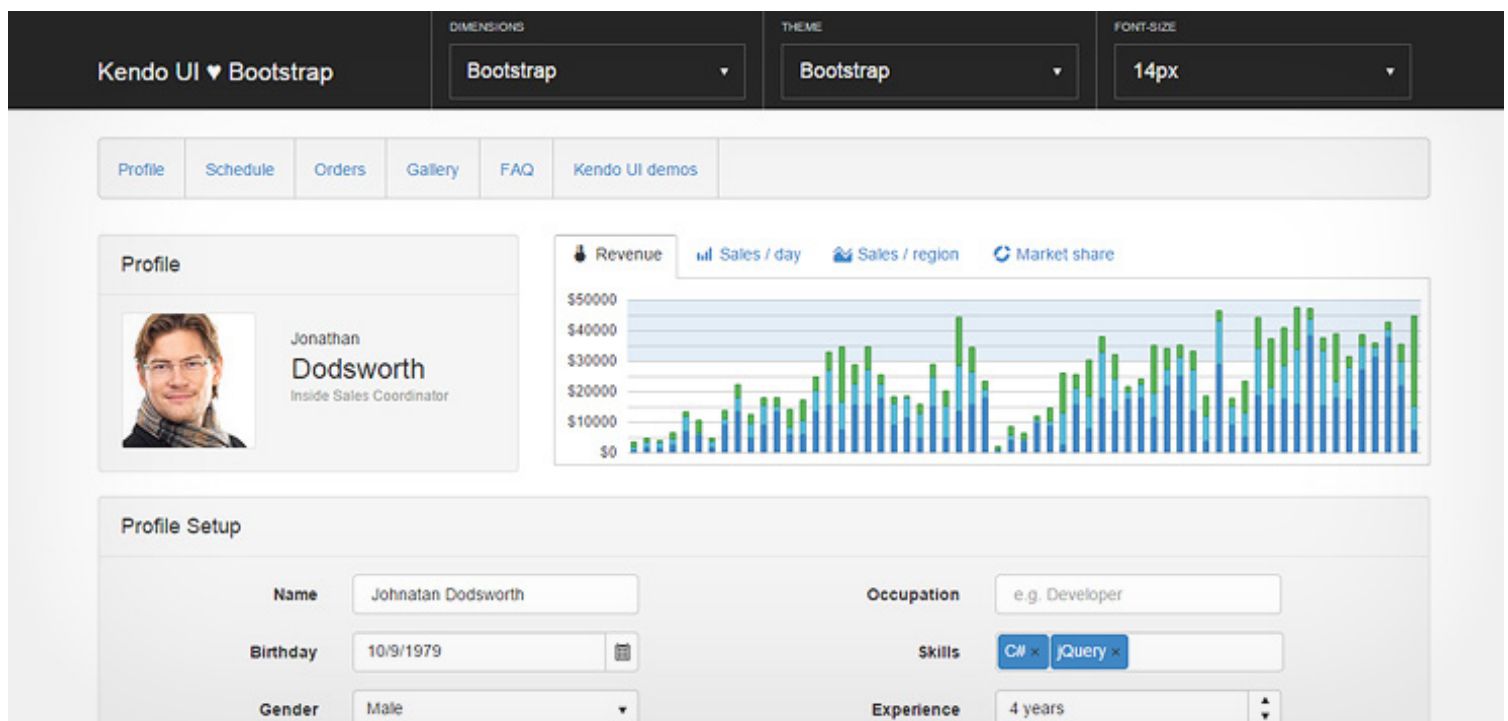 DIMENSIONS THEME FONT-SIZE
Kendo UI ♥ Bootstrap Bootstrap Bootstrap 14px
Profile Schedule Orders Gallery FAQ Kendo UI demos
Profile
Jonathan
Dodsworth
Inside Sales Coordinator
Revenue Sales / day Sales / region Market share
$50000
$40000
$30000
$20000
$10000
$0
Profile Setup
Name Johnatan Dodsworth Occupation e.g. Developer
Birthday 10/9/1979 Skills C# × jQuery ×
Gender Male Experience 4 years